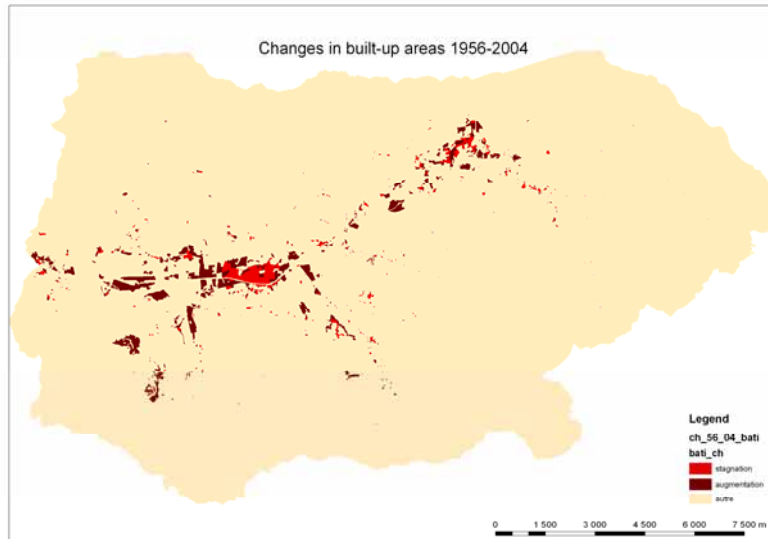 Changes in built-up areas 1956-2004
Legend
ch_56_04_bati
bati_ch
stagnation
augmentation
autre
0 1 500 3 000 4 500 6 000 7 500 m